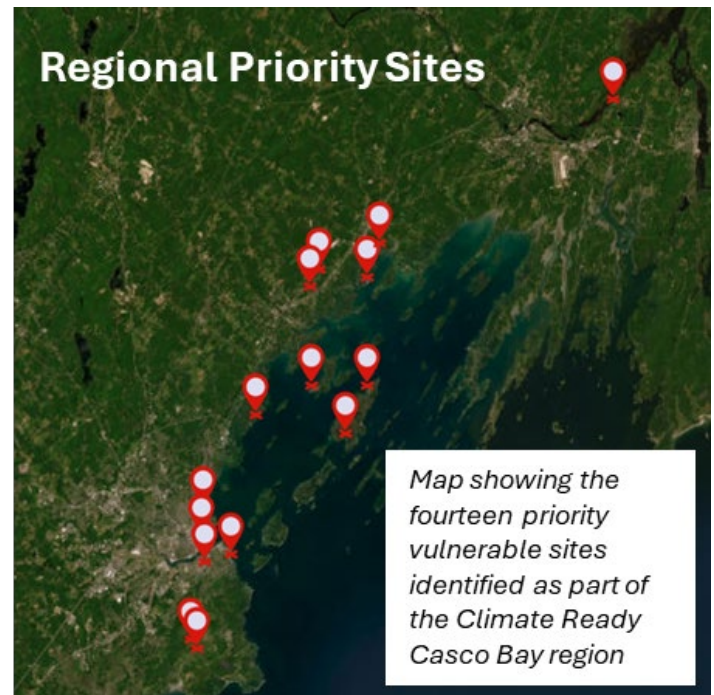 Regional Priority Sites
Map showing the
fourteen priority
vulnerable sites
identified as part of
the Climate Ready
Casco Bay region